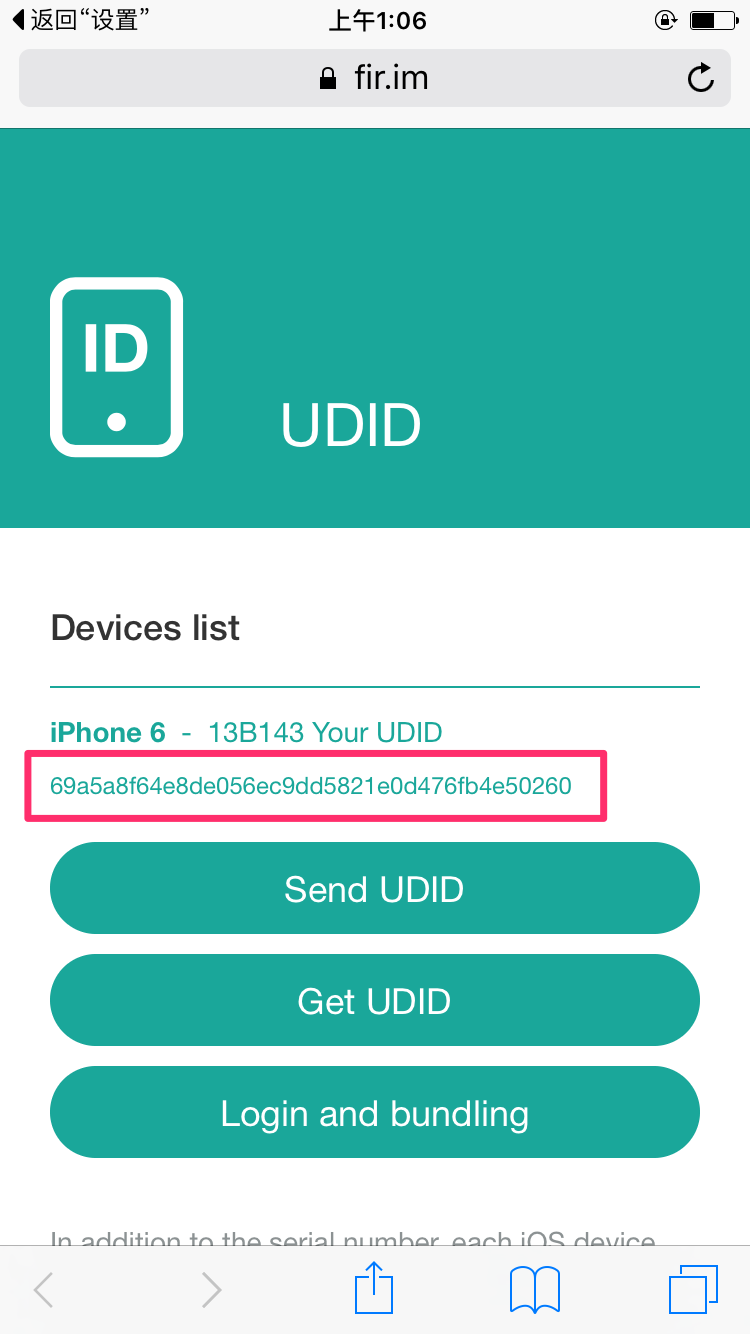 返回“设置”
上午1:06
fir.im
ID
UDID
Devices list
iPhone 6 - 13B143 Your UDID
69a5a8f64e8de056ec9dd5821e0d476fb4e50260
Send UDID
Get UDID
Login and bundling
In addition to the serial number, each iOS device